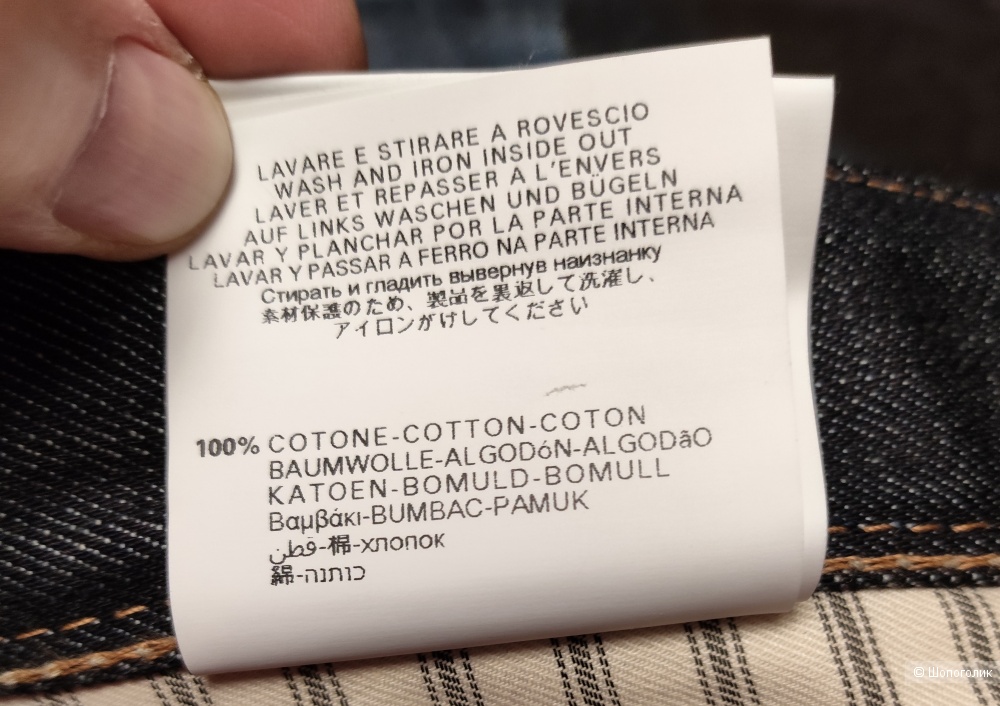 LAVARE E STIRARE A ROVESCIO
WASH AND IRON INSIDE OUT
LAVER ET REPASSER A L'ENVERS
AUF LINKS WASCHEN UND BÜGELN
LAVAR Y PLANCHAR POR LA PARTE INTERNA
LAVAR Y PASSAR A FERRO NA PARTE INTERNA
Стирать и гладить вывернув наизнанку
素材保護のため、製品を裏返して洗濯し、
アイロンがけしてください
100% COTONE-COTTON-COTON
BAUMWOLLE-ALGODóN-ALGODãO
KATOEN-BOMULD-BOMULL
Βαμβάκι-BUMBAC-PAMUK
قطن-棉-хлопок
綿-כותנה
© Шопоголик